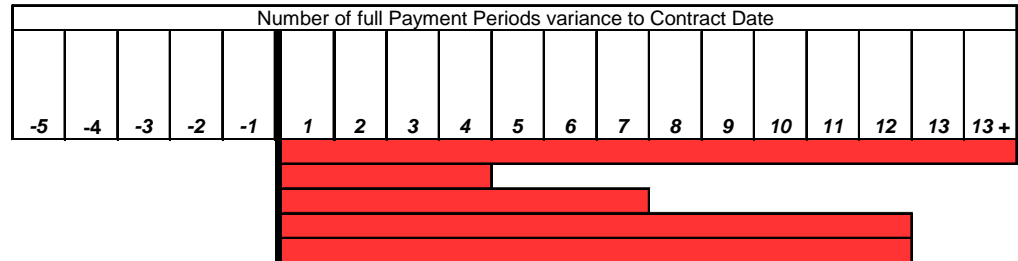 Number of full Payment Periods variance to Contract Date
-5 -4 -3 -2 -1 1 2 3 4 5 6 7 8 9 10 11 12 13 13 +